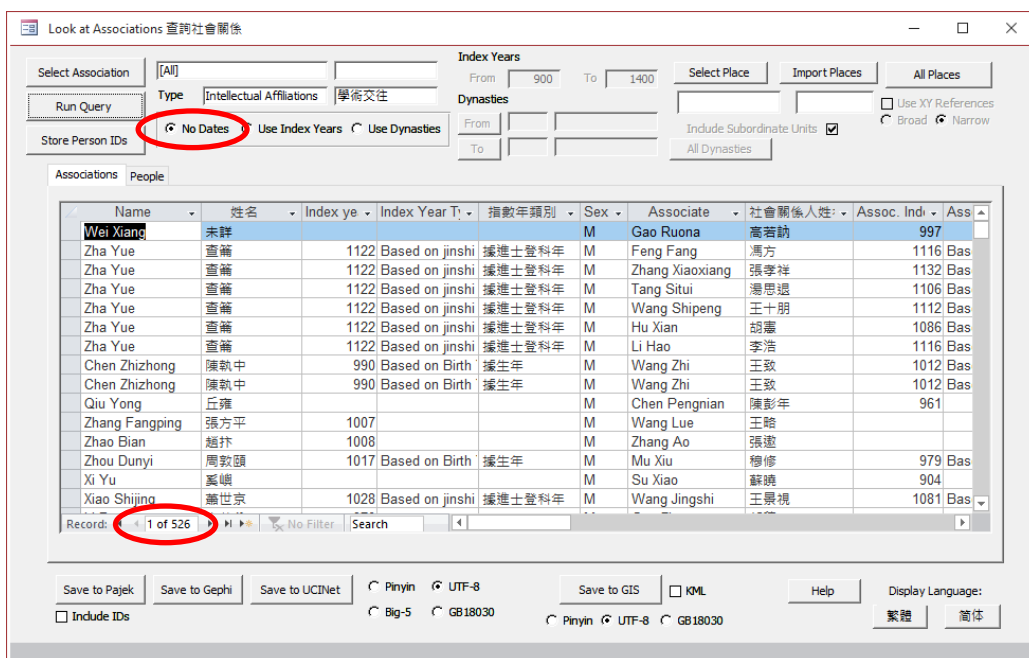 Look at Associations 查詢社會關係
Select Association [All]
Type Intellectual Affiliations 學術交往
Run Query
No Dates Use Index Years Use Dynasties
Store Person IDs
Index Years
From 900 To 1400
Dynasties
From
To
Select Place Import Places All Places
Use XY References
Broad Narrow
Include Subordinate Units
All Dynasties
Associations People
Name 姓名 Index ye Index Year Ty 指數年類別 Sex Associate 社會關係人姓 Assoc. Inde Ass
Wei Xiang 未詳 M Gao Ruona 高若訥 997
Zha Yue 查籥 1122 Based on jinshi 據進士登科年 M Feng Fang 馮方 1116 Bas
Zha Yue 查籥 1122 Based on jinshi 據進士登科年 M Zhang Xiaoxiang 張孝祥 1132 Bas
Zha Yue 查籥 1122 Based on jinshi 據進士登科年 M Tang Situi 湯思退 1106 Bas
Zha Yue 查籥 1122 Based on jinshi 據進士登科年 M Wang Shipeng 王十朋 1112 Bas
Zha Yue 查籥 1122 Based on jinshi 據進士登科年 M Hu Xian 胡憲 1086 Bas
Zha Yue 查籥 1122 Based on jinshi 據進士登科年 M Li Hao 李浩 1116 Bas
Chen Zhizhong 陳執中 990 Based on Birth 據生年 M Wang Zhi 王致 1012 Bas
Chen Zhizhong 陳執中 990 Based on Birth 據生年 M Wang Zhi 王致 1012 Bas
Qiu Yong 丘雍 M Chen Pengnian 陳彭年 961
Zhang Fangping 張方平 1007 M Wang Lue 王略
Zhao Bian 趙抃 1008 M Zhang Ao 張遨
Zhou Dunyi 周敦頤 1017 Based on Birth 據生年 M Mu Xiu 穆修 979 Bas
Xi Yu 奚嶼 M Su Xiao 蘇曉 904
Xiao Shijing 蕭世京 1028 Based on jinshi 據進士登科年 M Wang Jingshi 王景視 1081 Bas
Record: 1 of 526 No Filter Search
Save to Pajek Save to Gephi Save to UCINet
Pinyin UTF-8
Big-5 GB18030
Include IDs
Save to GIS KML
Pinyin UTF-8 GB18030
Help
Display Language:
繁體 简体